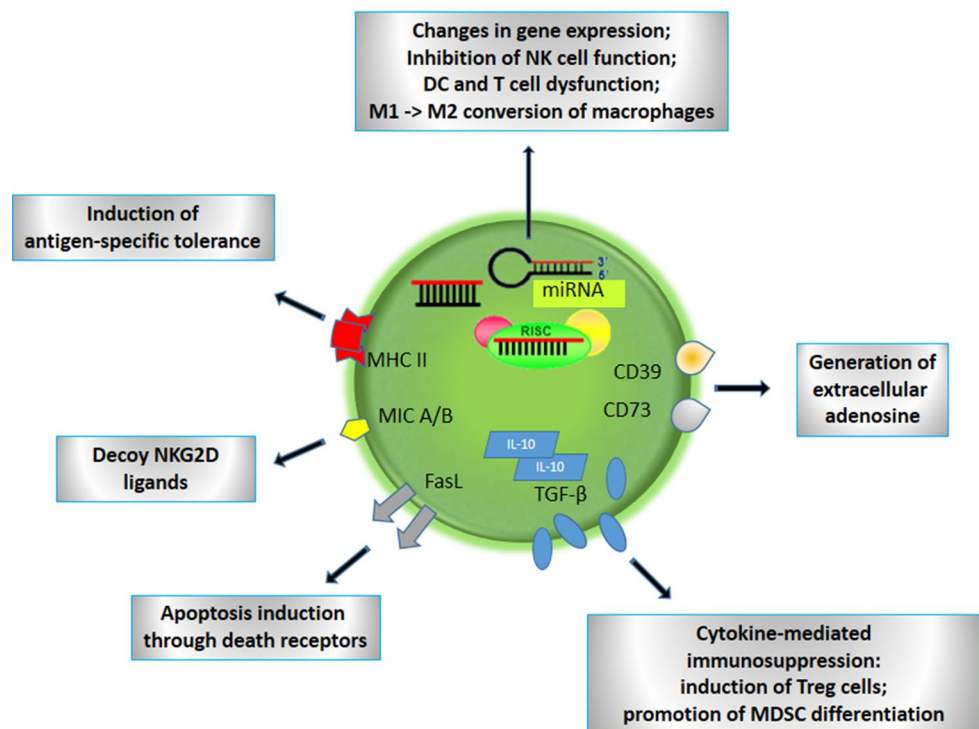 Changes in gene expression;
Inhibition of NK cell function;
DC and T cell dysfunction;
M1 -> M2 conversion of macrophages
Induction of
antigen-specific tolerance
3'
5'
miRNA
RISC
MHC II
CD39
Generation of
extracellular
adenosine
CD73
MIC A/B
Decoy NKG2D
ligands
IL-10
IL-10
FasL
TGF-β
Apoptosis induction
through death receptors
Cytokine-mediated
immunosuppression:
induction of Treg cells;
promotion of MDSC differentiation